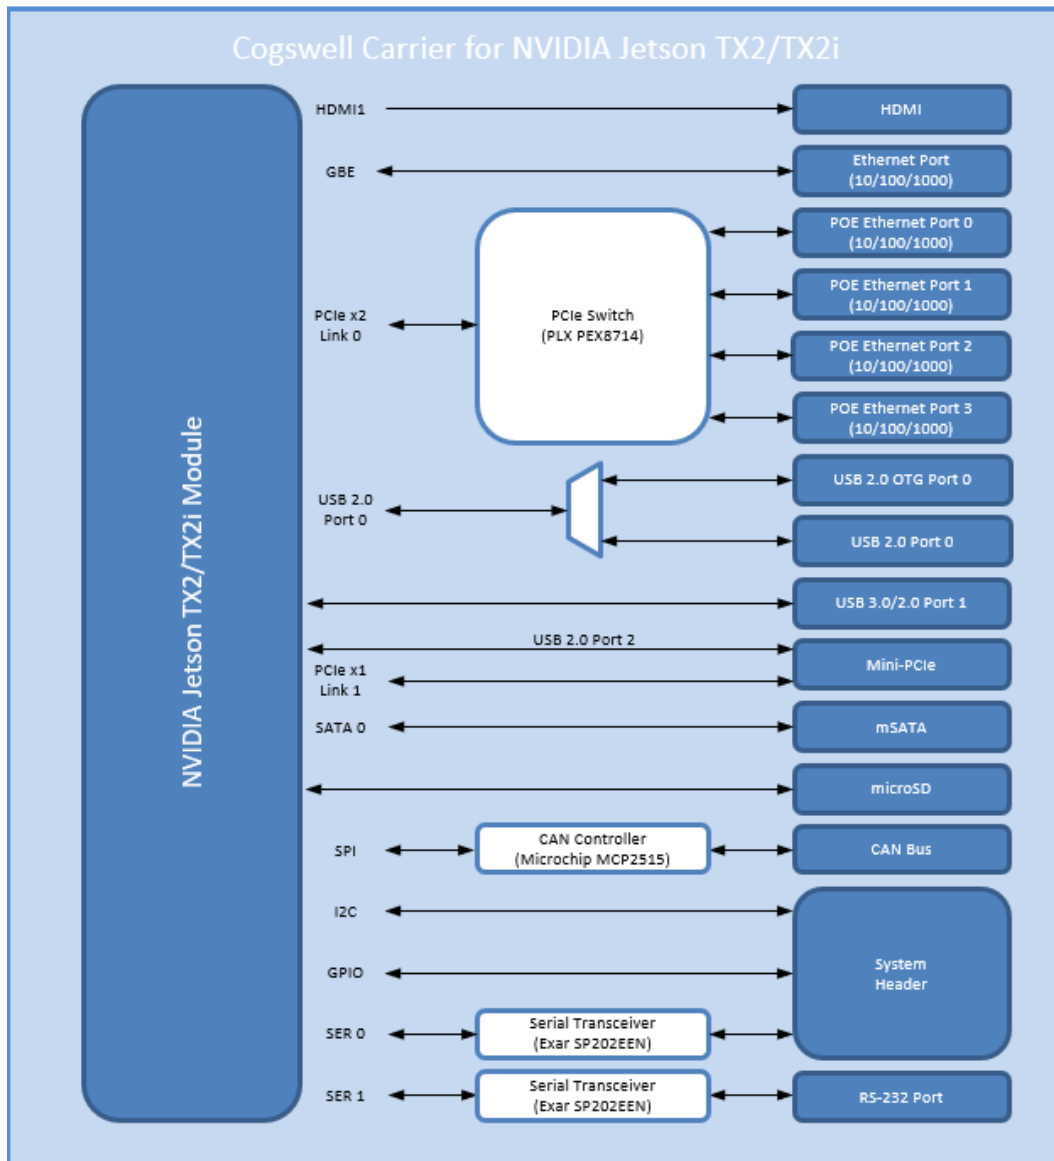 Cogswell Carrier for NVIDIA Jetson TX2/TX2i
NVIDIA Jetson TX2/TX2i Module
HDMI1
HDMI
GBE
Ethernet Port
(10/100/1000)
PCIe x2
Link 0
PCIe Switch
(PLX PEX8714)
POE Ethernet Port 0
(10/100/1000)
POE Ethernet Port 1
(10/100/1000)
POE Ethernet Port 2
(10/100/1000)
POE Ethernet Port 3
(10/100/1000)
USB 2.0
Port 0
USB 2.0 OTG Port 0
USB 2.0 Port 0
USB 3.0/2.0 Port 1
USB 2.0 Port 2
PCIe x1
Link 1
Mini-PCIe
SATA 0
mSATA
microSD
SPI
CAN Controller
(Microchip MCP2515)
CAN Bus
I2C
GPIO
System
Header
SER 0
Serial Transceiver
(Exar SP202EEN)
SER 1
Serial Transceiver
(Exar SP202EEN)
RS-232 Port